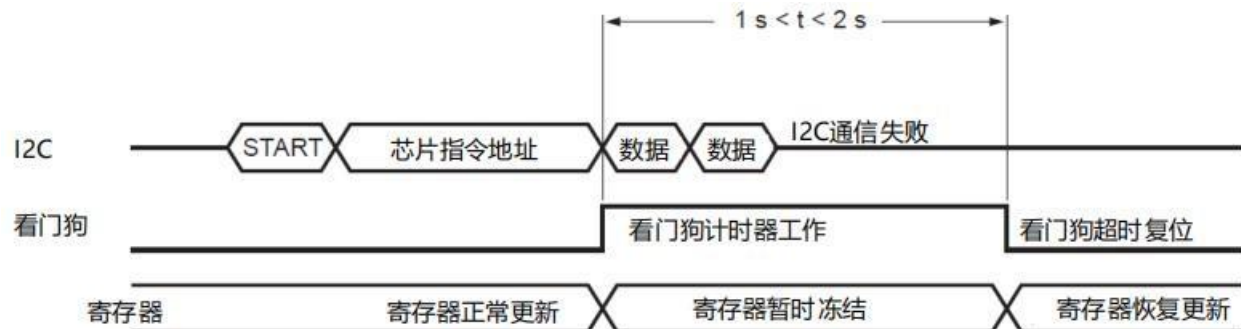 1 s < t < 2 s
I2C START 芯片指令地址 数据 数据 I2C通信失败
看门狗 看门狗计时器工作 看门狗超时复位
寄存器 寄存器正常更新 寄存器暂时冻结 寄存器恢复更新